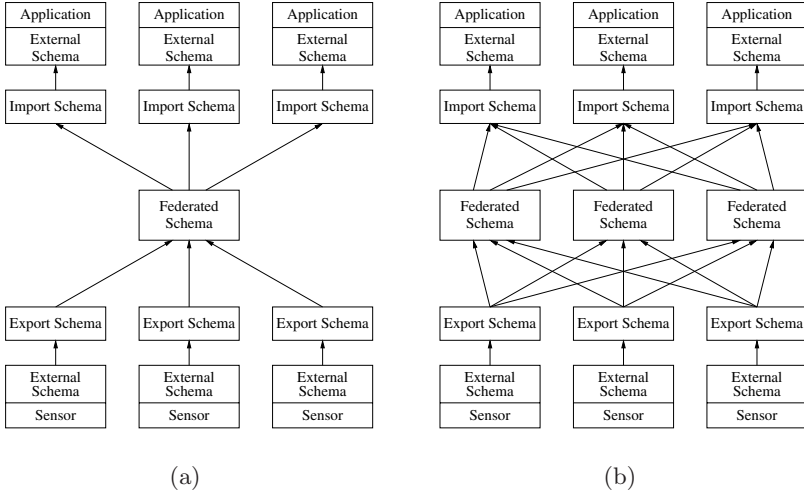 Application Application Application Application Application Application
External External External External External External
Schema Schema Schema Schema Schema Schema
Import Schema Import Schema Import Schema Import Schema Import Schema Import Schema
Federated Federated Federated Federated
Schema Schema Schema Schema
Export Schema Export Schema Export Schema Export Schema Export Schema Export Schema
External External External External External External
Schema Schema Schema Schema Schema Schema
Sensor Sensor Sensor Sensor Sensor Sensor
(a) (b)